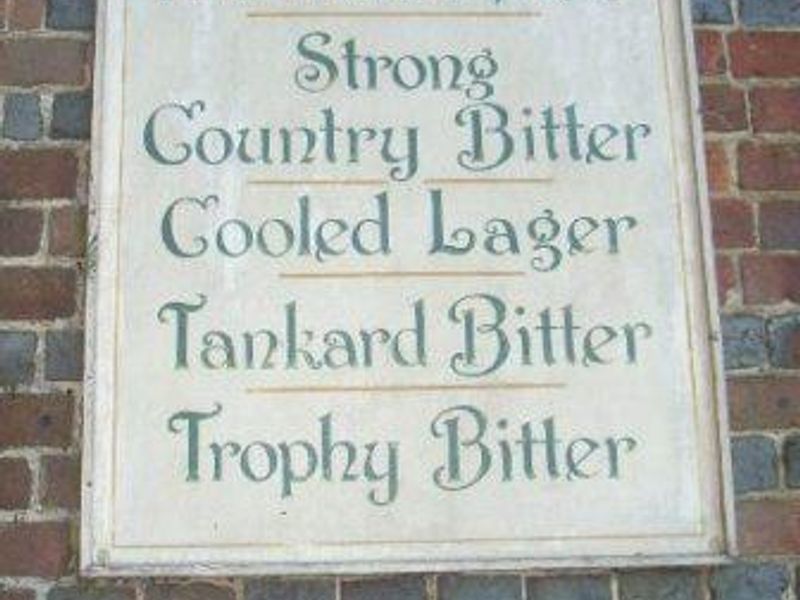 Strong
Country Bitter
Cooled Lager
Tankard Bitter
Trophy Bitter